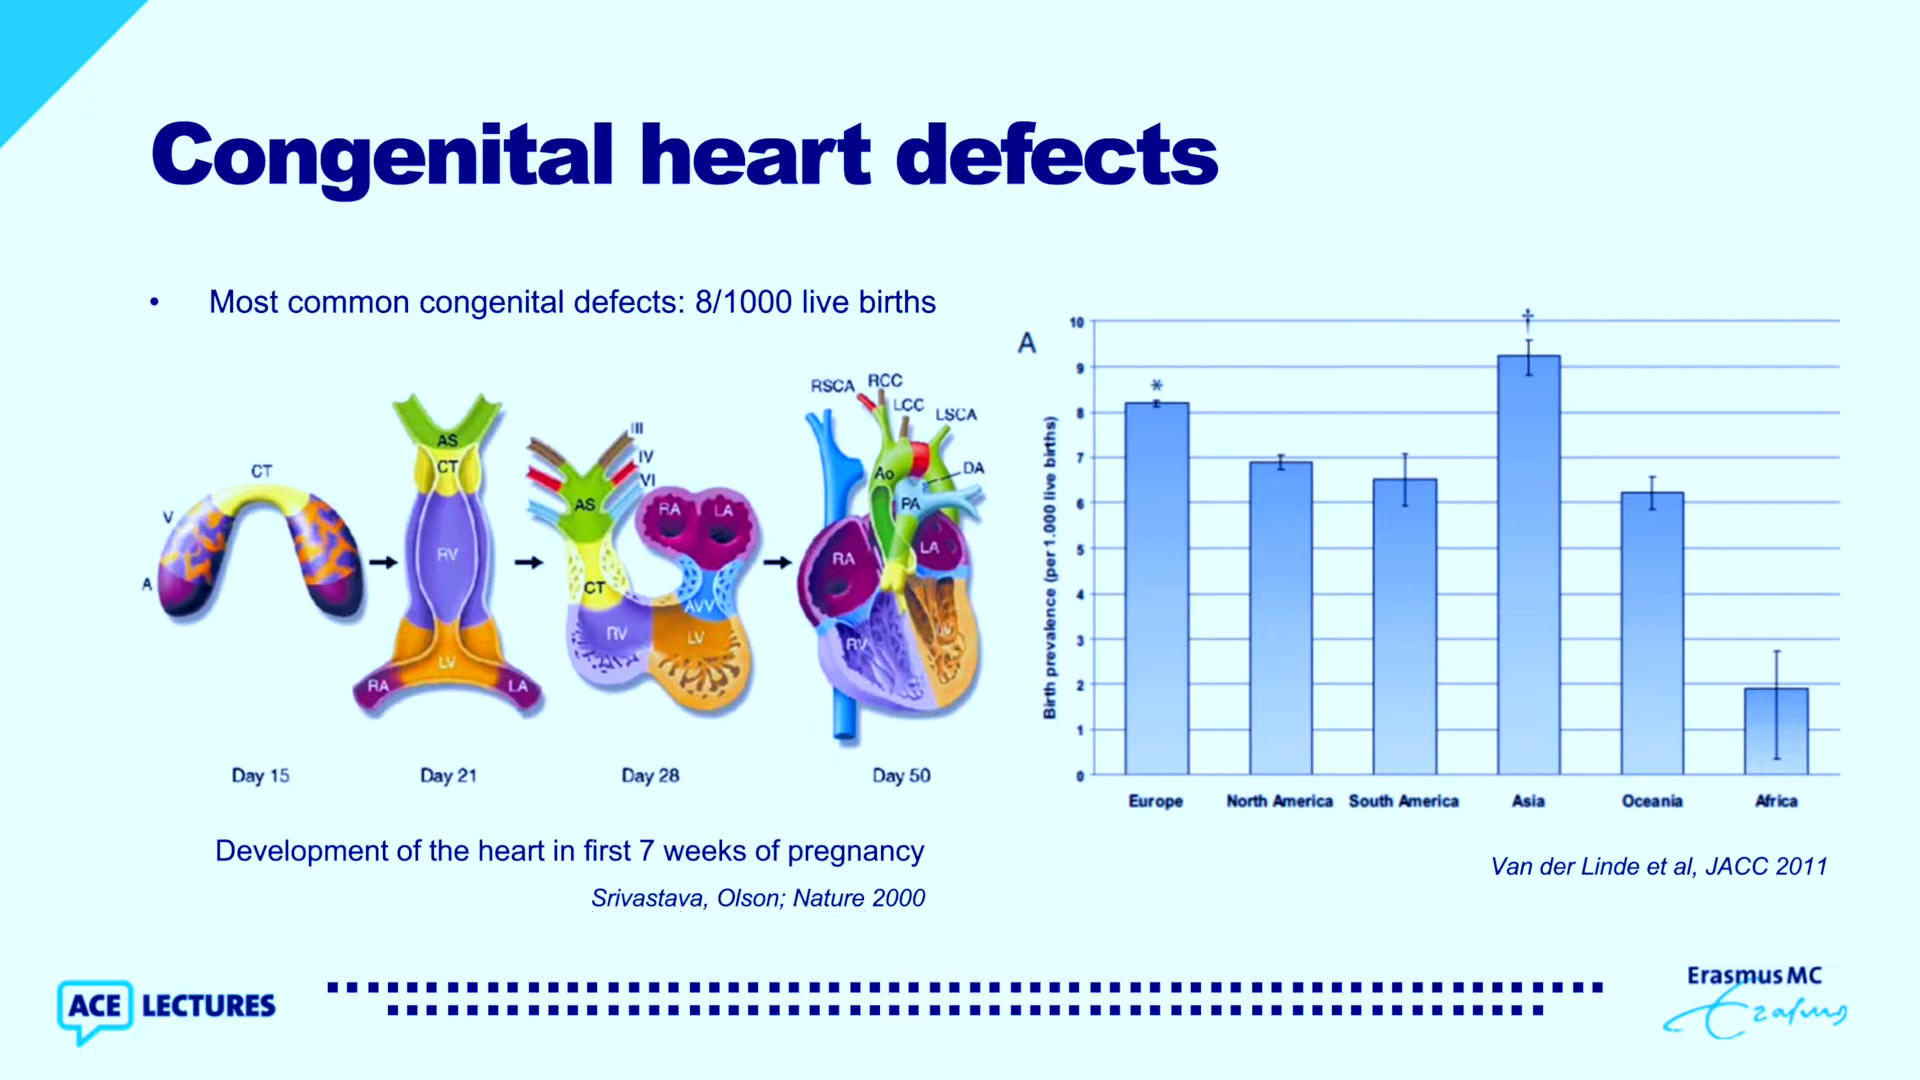 Congenital heart defects
• Most common congenital defects: 8/1000 live births
CT
V
A
Day 15
AS
CT
RV
LV
RA
LA
Day 21
III
IV
VI
AS
RA
LA
CT
AVV
RV
LV
Day 28
RSCA
RCC
LCC
LSCA
Ao
DA
PA
RA
LA
RV
LV
Day 50
Development of the heart in first 7 weeks of pregnancy
Srivastava, Olson; Nature 2000
A
Birth prevalence (per 1.000 live births)
10
9
8
7
6
5
4
3
2
1
0
*
†
Europe
North America
South America
Asia
Oceania
Africa
Van der Linde et al, JACC 2011
ACE LECTURES
Erasmus MC
Erasmus